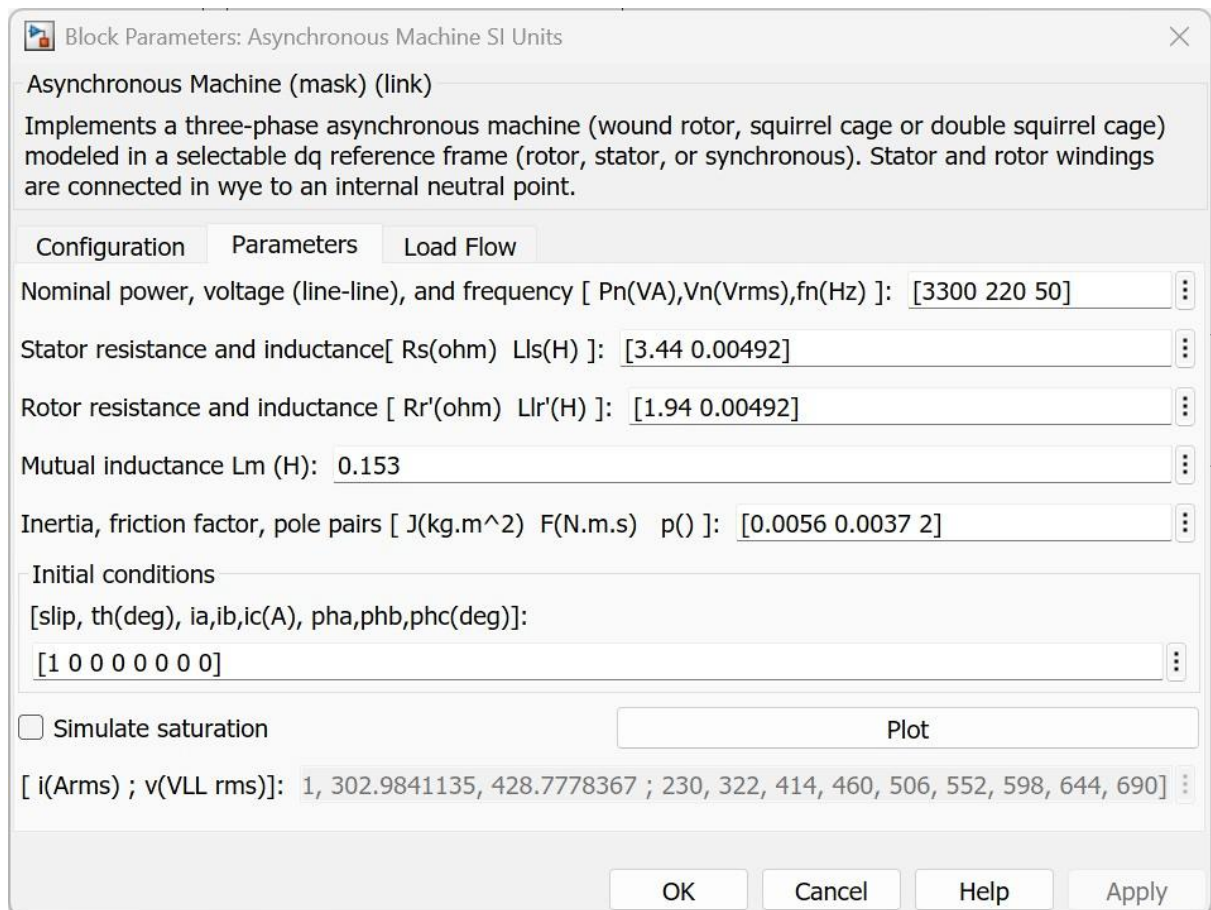 Block Parameters: Asynchronous Machine SI Units
Asynchronous Machine (mask) (link)
Implements a three-phase asynchronous machine (wound rotor, squirrel cage or double squirrel cage)
modeled in a selectable dq reference frame (rotor, stator, or synchronous). Stator and rotor windings
are connected in wye to an internal neutral point.
Configuration Parameters Load Flow
Nominal power, voltage (line-line), and frequency [ Pn(VA),Vn(Vrms),fn(Hz) ]: [3300 220 50]
Stator resistance and inductance[ Rs(ohm) Lls(H) ]: [3.44 0.00492]
Rotor resistance and inductance [ Rr'(ohm) Llr'(H) ]: [1.94 0.00492]
Mutual inductance Lm (H): 0.153
Inertia, friction factor, pole pairs [ J(kg.m^2) F(N.m.s) p() ]: [0.0056 0.0037 2]
Initial conditions
[slip, th(deg), ia,ib,ic(A), pha,phb,phc(deg)]:
[1 0 0 0 0 0 0 0]
Simulate saturation Plot
[ i(Arms) ; v(VLL rms)]: 1, 302.9841135, 428.7778367 ; 230, 322, 414, 460, 506, 552, 598, 644, 690]
OK Cancel Help Apply